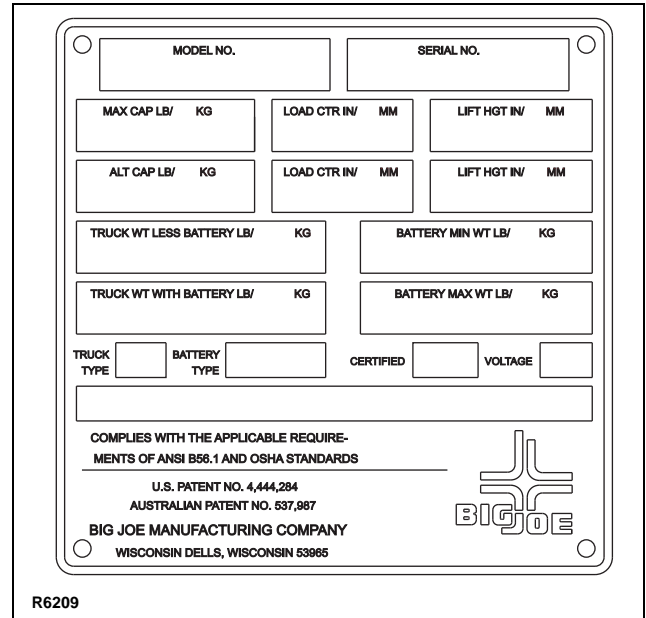 MODEL NO. SERIAL NO.
MAX CAP LB/ KG LOAD CTR IN/ MM LIFT HGT IN/ MM
ALT CAP LB/ KG LOAD CTR IN/ MM LIFT HGT IN/ MM
TRUCK WT LESS BATTERY LB/ KG BATTERY MIN WT LB/ KG
TRUCK WT WITH BATTERY LB/ KG BATTERY MAX WT LB/ KG
TRUCK TYPE BATTERY TYPE CERTIFIED VOLTAGE
COMPLIES WITH THE APPLICABLE REQUIRE-
MENTS OF ANSI B56.1 AND OSHA STANDARDS
U.S. PATENT NO. 4,444,284
AUSTRALIAN PATENT NO. 537,987
BIG JOE MANUFACTURING COMPANY
WISCONSIN DELLS, WISCONSIN 53965
BIG JOE
R6209